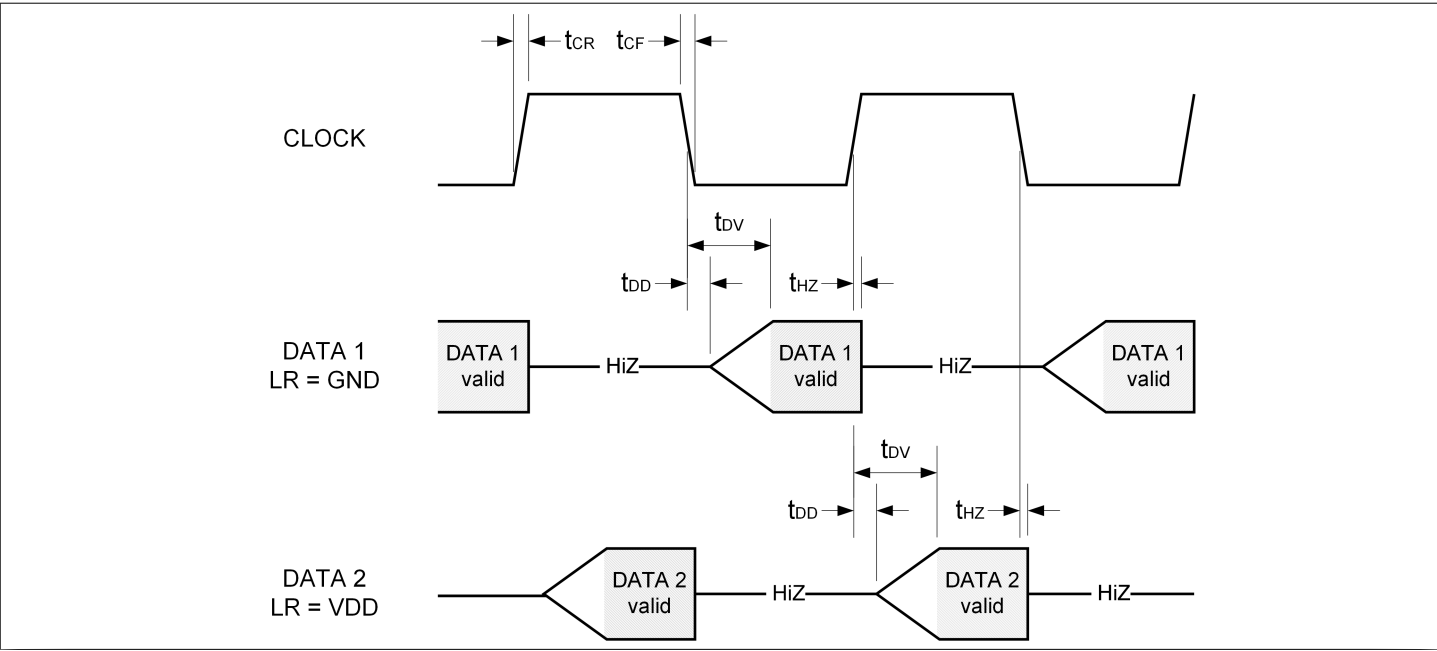 tCR tCF
CLOCK
tDV
tDD tHZ
DATA 1
LR = GND
DATA 1
valid
HiZ
DATA 1
valid
HiZ
DATA 1
valid
tDV
tDD tHZ
DATA 2
LR = VDD
DATA 2
valid
HiZ
DATA 2
valid
HiZ